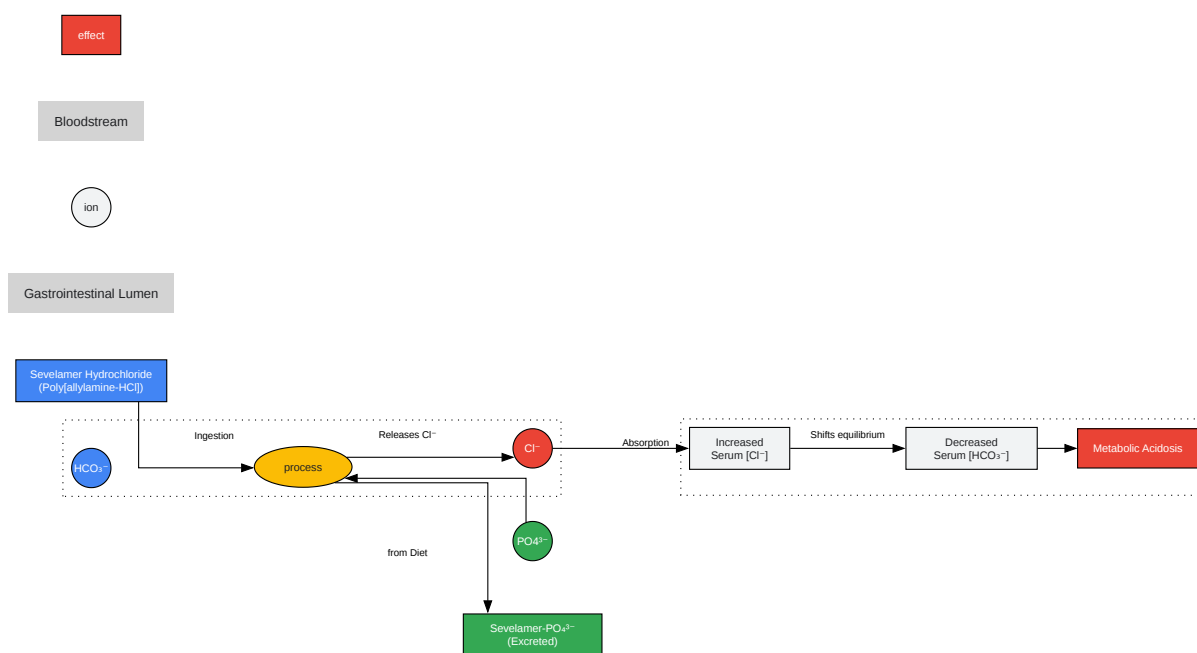 effect
Bloodstream
ion
Gastrointestinal Lumen
Sevelamer Hydrochloride
(Poly[allylamine-HCl])
Ingestion
Releases Cl⁻
HCO₃⁻
process
Cl⁻
Absorption
Increased
Serum [Cl⁻]
Shifts equilibrium
Decreased
Serum [HCO₃⁻]
Metabolic Acidosis
PO4³⁻
from Diet
Sevelamer-PO₄³⁻
(Excreted)